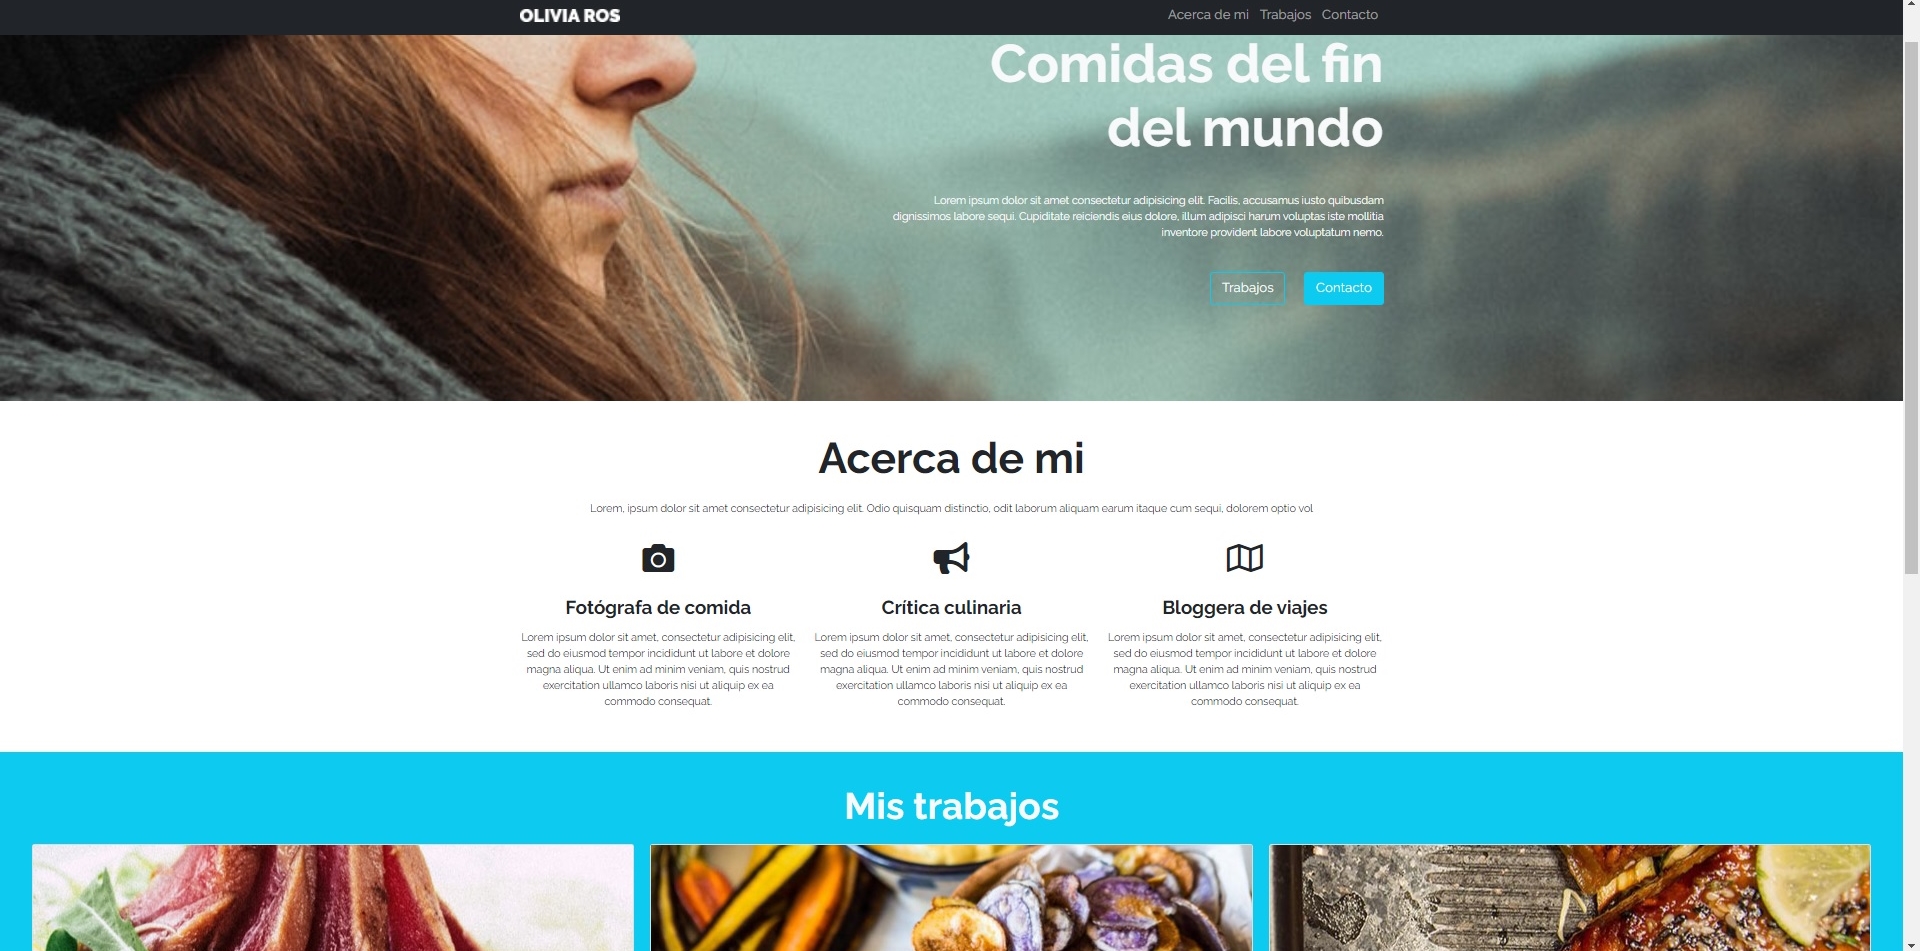 OLIVIA ROS
Acerca de mi Trabajos Contacto
Comidas del fin
del mundo
Lorem ipsum dolor sit amet consectetur adipisicing elit. Facilis, accusamus iusto quibusdam
dignissimos labore sequi. Cupiditate reiciendis eius dolore, illum adipisci harum voluptas iste mollitia
inventore provident labore voluptatum nemo.
Trabajos Contacto
Acerca de mi
Lorem, ipsum dolor sit amet consectetur adipisicing elit. Odio quisquam distinctio, odit laborum aliquam earum itaque cum sequi, dolorem optio vol
Fotógrafa de comida
Lorem ipsum dolor sit amet, consectetur adipisicing elit,
sed do eiusmod tempor incididunt ut labore et dolore
magna aliqua. Ut enim ad minim veniam, quis nostrud
exercitation ullamco laboris nisi ut aliquip ex ea
commodo consequat.
Crítica culinaria
Lorem ipsum dolor sit amet, consectetur adipisicing elit,
sed do eiusmod tempor incididunt ut labore et dolore
magna aliqua. Ut enim ad minim veniam, quis nostrud
exercitation ullamco laboris nisi ut aliquip ex ea
commodo consequat.
Bloggera de viajes
Lorem ipsum dolor sit amet, consectetur adipisicing elit,
sed do eiusmod tempor incididunt ut labore et dolore
magna aliqua. Ut enim ad minim veniam, quis nostrud
exercitation ullamco laboris nisi ut aliquip ex ea
commodo consequat.
Mis trabajos